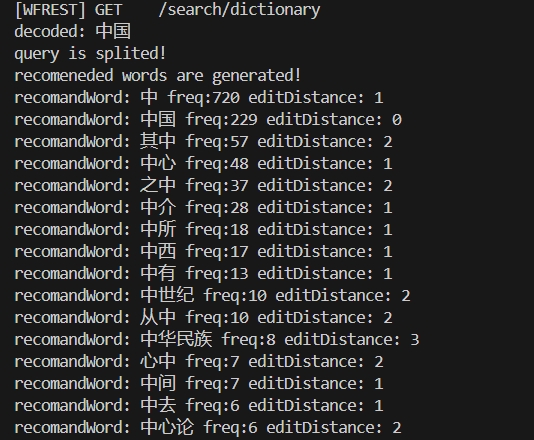 [WFREST] GET    /search/dictionary
decoded: 中国
query is splited!
recomeneded words are generated!
recomandWord: 中 freq:720 editDistance: 1
recomandWord: 中国 freq:229 editDistance: 0
recomandWord: 其中 freq:57 editDistance: 2
recomandWord: 中心 freq:48 editDistance: 1
recomandWord: 之中 freq:37 editDistance: 2
recomandWord: 中介 freq:28 editDistance: 1
recomandWord: 中所 freq:18 editDistance: 1
recomandWord: 中西 freq:17 editDistance: 1
recomandWord: 中有 freq:13 editDistance: 1
recomandWord: 中世纪 freq:10 editDistance: 2
recomandWord: 从中 freq:10 editDistance: 2
recomandWord: 中华民族 freq:8 editDistance: 3
recomandWord: 心中 freq:7 editDistance: 2
recomandWord: 中间 freq:7 editDistance: 1
recomandWord: 中去 freq:6 editDistance: 1
recomandWord: 中心论 freq:6 editDistance: 2